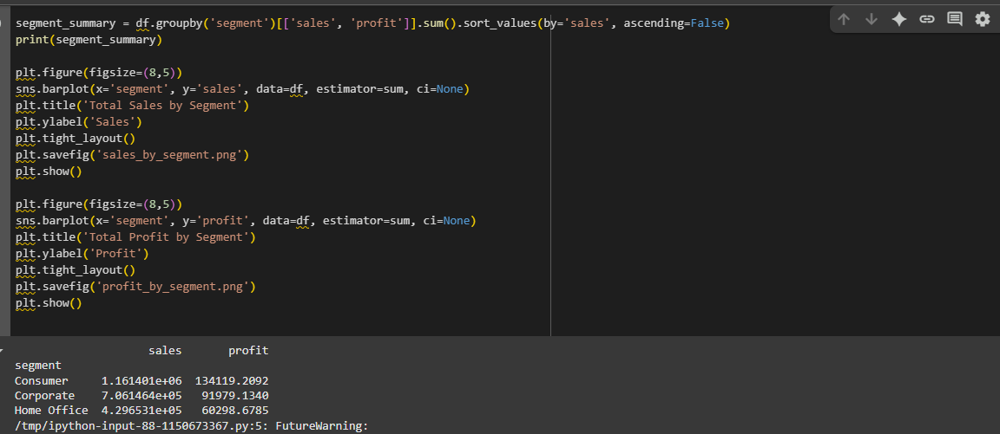 segment_summary = df.groupby('segment')[['sales', 'profit']].sum().sort_values(by='sales', ascending=False)
print(segment_summary)
plt.figure(figsize=(8,5))
sns.barplot(x='segment', y='sales', data=df, estimator=sum, ci=None)
plt.title('Total Sales by Segment')
plt.ylabel('Sales')
plt.tight_layout()
plt.savefig('sales_by_segment.png')
plt.show()
plt.figure(figsize=(8,5))
sns.barplot(x='segment', y='profit', data=df, estimator=sum, ci=None)
plt.title('Total Profit by Segment')
plt.ylabel('Profit')
plt.tight_layout()
plt.savefig('profit_by_segment.png')
plt.show()
sales profit
segment
Consumer 1.161401e+06 134119.2092
Corporate 7.061464e+05 91979.1340
Home Office 4.296531e+05 60298.6785
/tmp/ipython-input-88-1150673367.py:5: FutureWarning: